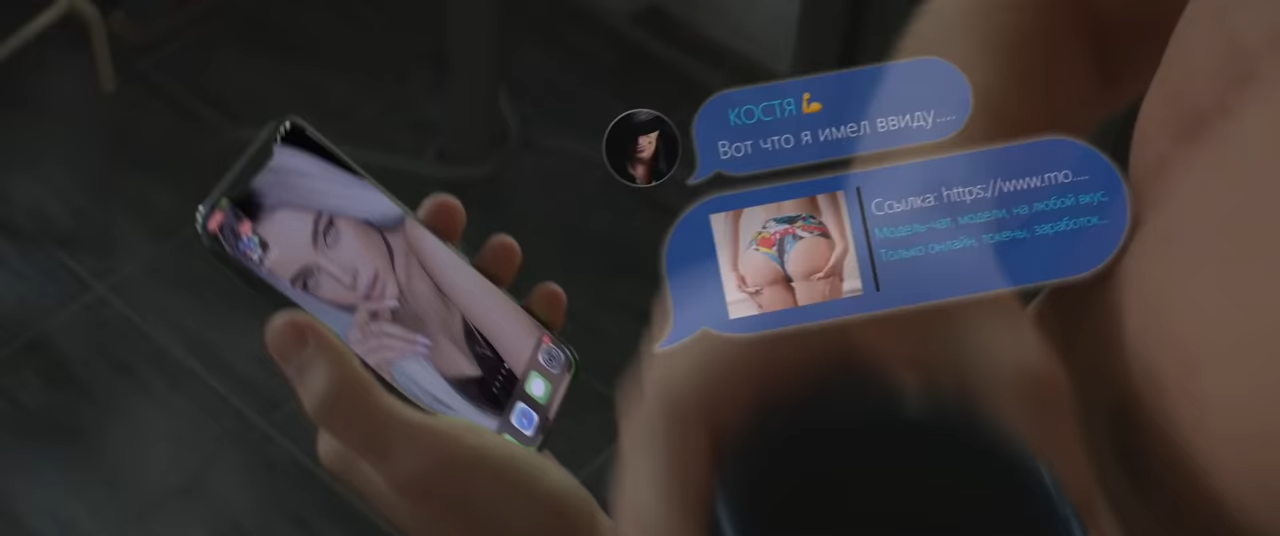 КОСТЯ💪
Вот что я имел ввиду....
Ссылка: https://www.mo....
Модель-чат, модели, на любой вкус.
Только онлайн, токены, заработок...